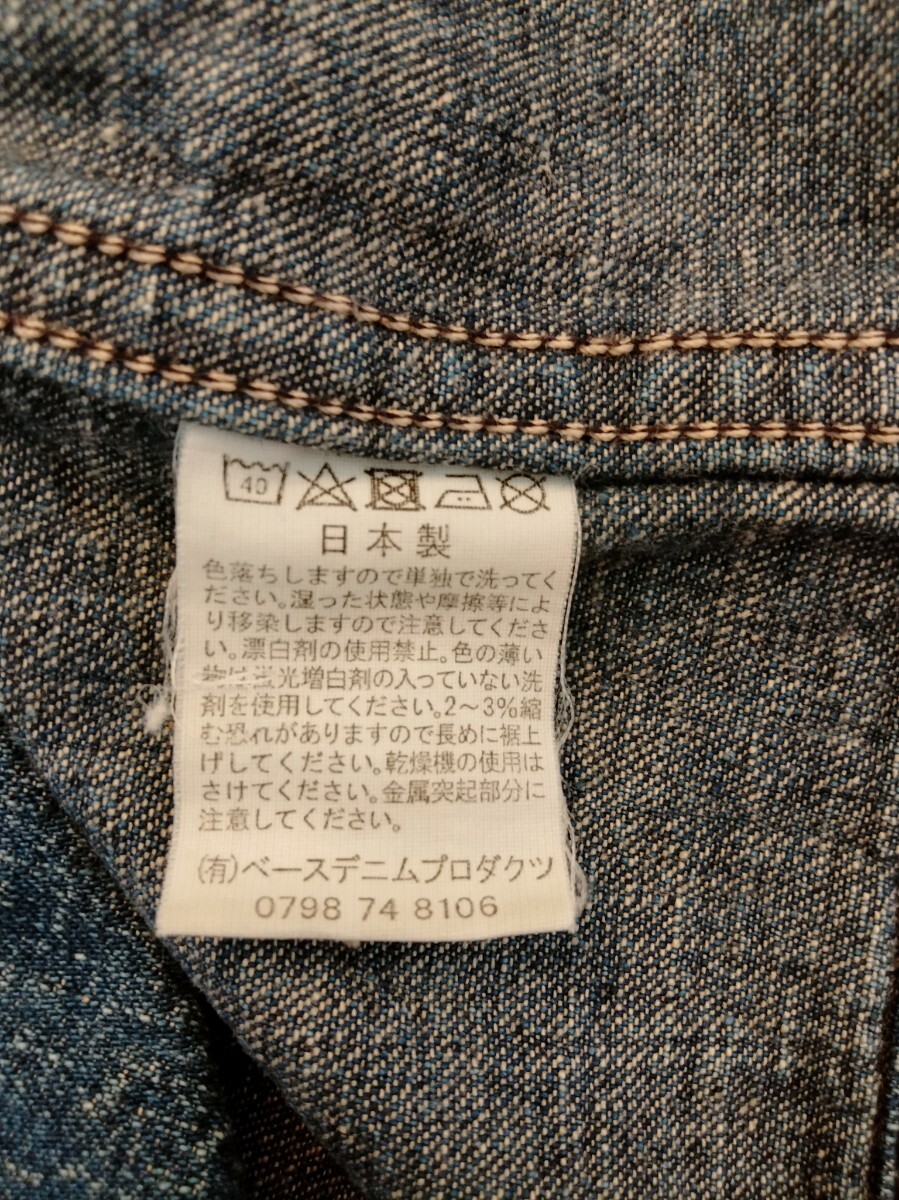 40
日本製
色落ちしますので単独で洗ってく
ださい。湿った状態や摩擦等によ
り移染しますので注意してくださ
い。漂白剤の使用禁止。色の薄い
物は蛍光増白剤の入っていない洗
剤を使用してください。2～3%縮
む恐れがありますので長めに裾上
げしてください。乾燥機の使用は
さけてください。金属突起部分に
注意してください。
(有)ベースデニムプロダクツ
0798 74 8106